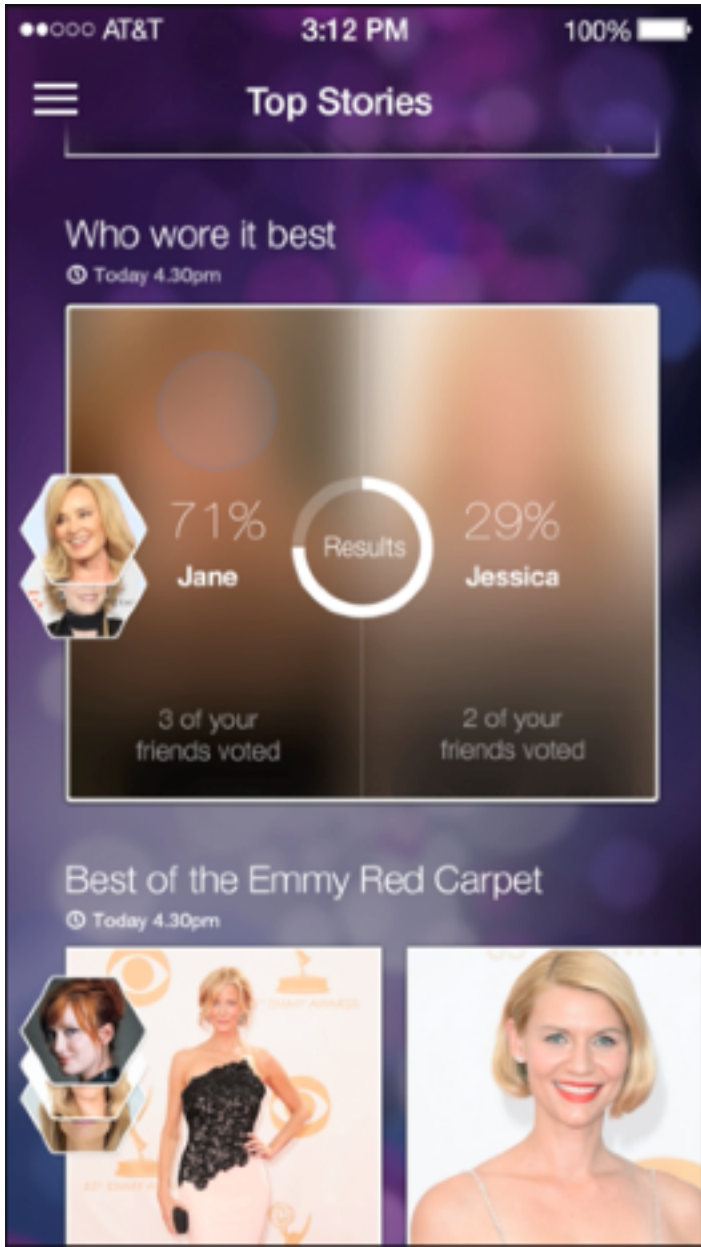 AT&T 3:12 PM 100%
Top Stories
Who wore it best
Today 4.30pm
71% Results 29%
Jane Jessica
3 of your 2 of your
friends voted friends voted
Best of the Emmy Red Carpet
Today 4.30pm
EMMY AWARDS